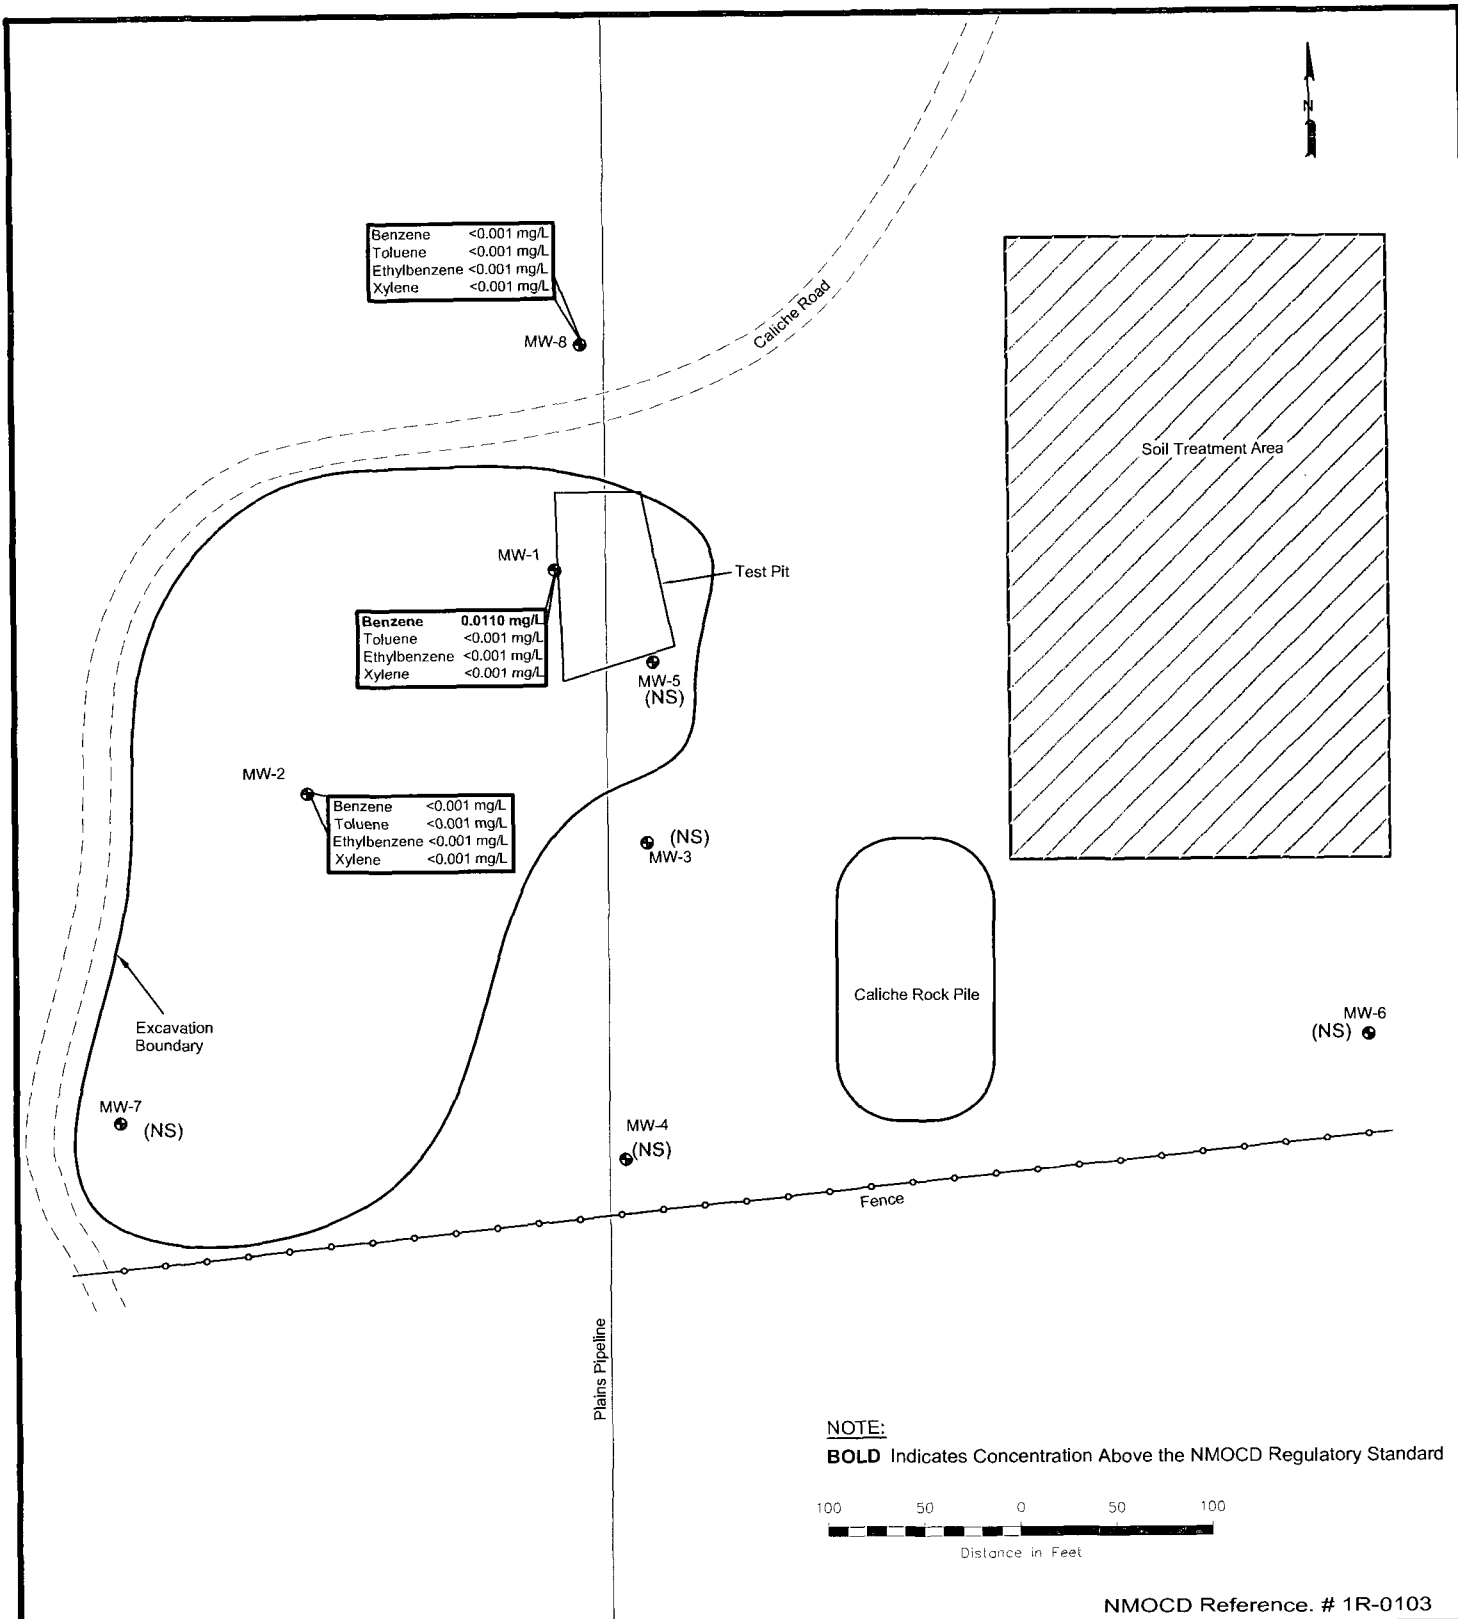 N
Benzene <0.001 mg/L
Toluene <0.001 mg/L
Ethylbenzene <0.001 mg/L
Xylene <0.001 mg/L
MW-8
Caliche Road
Soil Treatment Area
MW-1
Test Pit
Benzene 0.0110 mg/L
Toluene <0.001 mg/L
Ethylbenzene <0.001 mg/L
Xylene <0.001 mg/L
MW-5
(NS)
MW-2
Benzene <0.001 mg/L
Toluene <0.001 mg/L
Ethylbenzene <0.001 mg/L
Xylene <0.001 mg/L
(NS)
MW-3
Caliche Rock Pile
MW-6
(NS)
Excavation
Boundary
MW-7
(NS)
MW-4
(NS)
Fence
Plains Pipeline
NOTE:
BOLD Indicates Concentration Above the NMOCD Regulatory Standard
100 50 0 50 100
Distance in Feet
NMOCD Reference. # 1R-0103